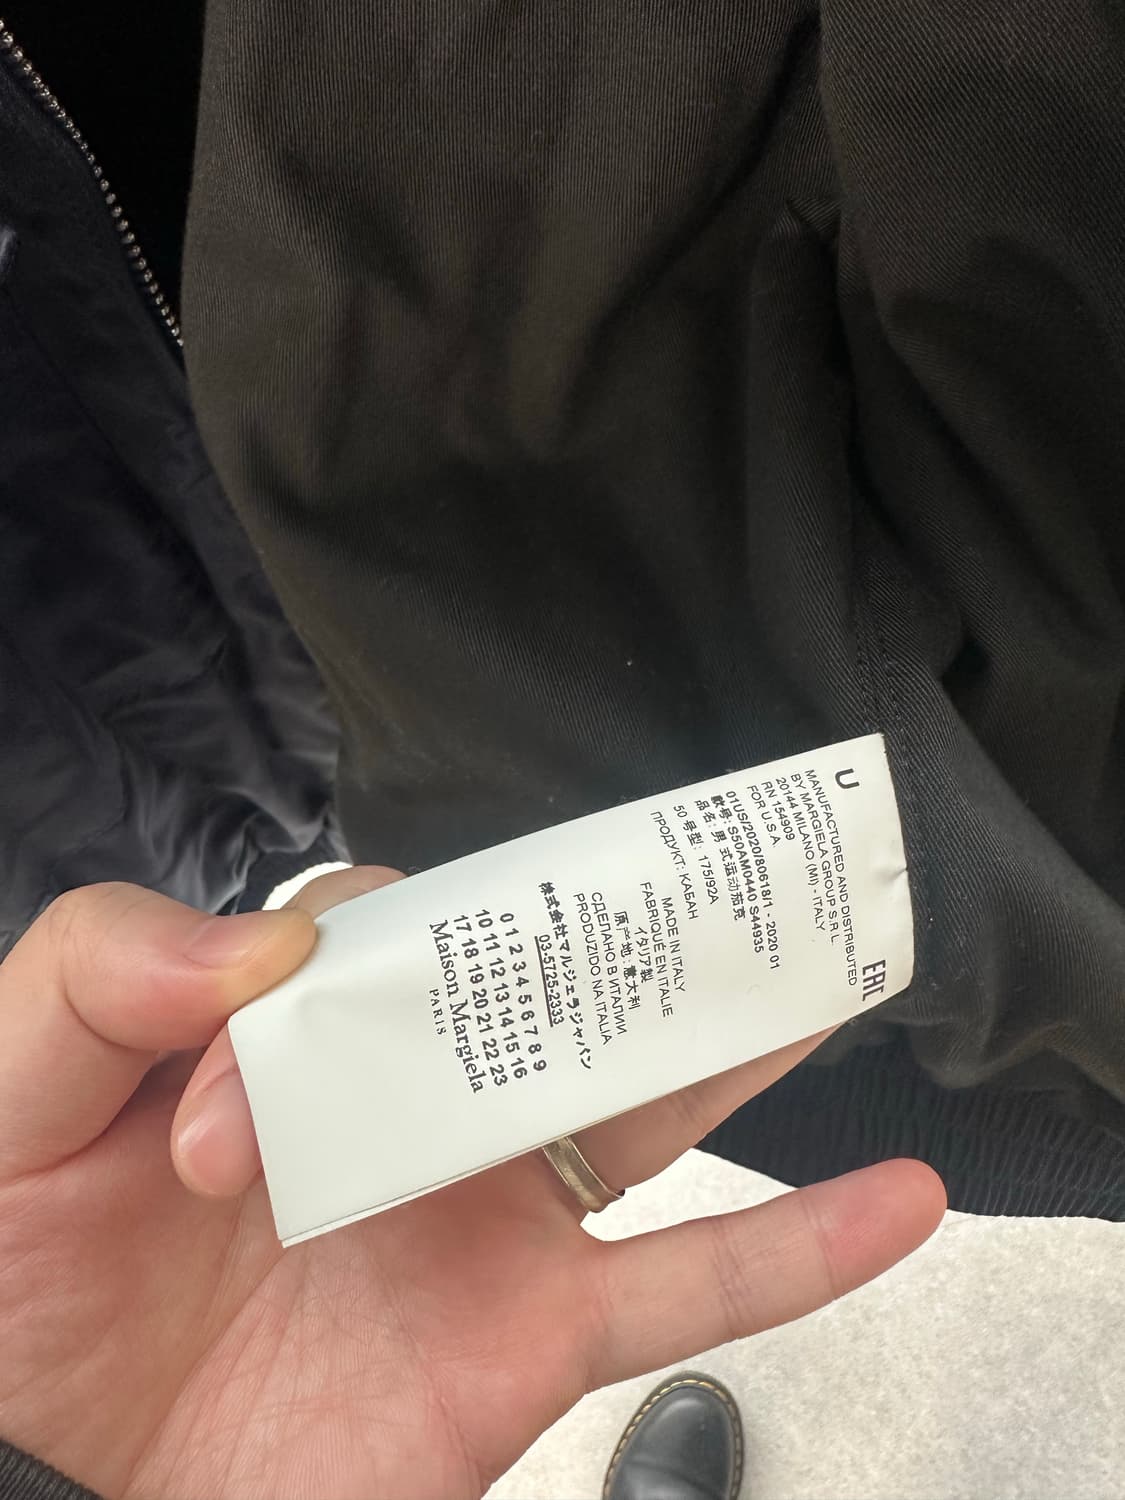 U
MANUFACTURED AND DISTRIBUTED
BY MARGIELA GROUP S.R.L.
20144 MILANO (MI) - ITALY
RN 154909
FOR U.S.A
EAC
01US/2020/80618/1 - 2020 01
款号: S50AM0440 S44935
品名: 男 式运动茄克
50 号型: 175/92A
ПРОДУКТ: КАБАН
MADE IN ITALY
FABRIQUÉ EN ITALIE
イタリア製
原产地: 意大利
СДЕЛАНО В ИТАЛИИ
PRODUZIDO NA ITALIA
株式会社マルジェラジャパン
03-5725-2333
0 1 2 3 4 5 6 7 8 9
10 11 12 13 14 15 16
17 18 19 20 21 22 23
Maison Margiela
PARIS